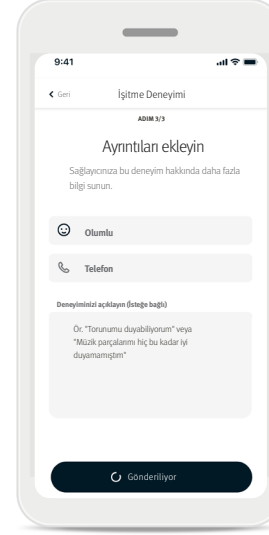 9:41
Geri
İşitme Deneyimi
ADIM 3/3
Ayrıntıları ekleyin
Sağlayıcınıza bu deneyim hakkında daha fazla
bilgi sunun.
Olumlu
Telefon
Deneyiminizi açıklayın (İsteğe bağlı)
Ör. "Torunumu duyabiliyorum" veya
"Müzik parçalarımı hiç bu kadar iyi
duyamamıştım"
Gönderiliyor